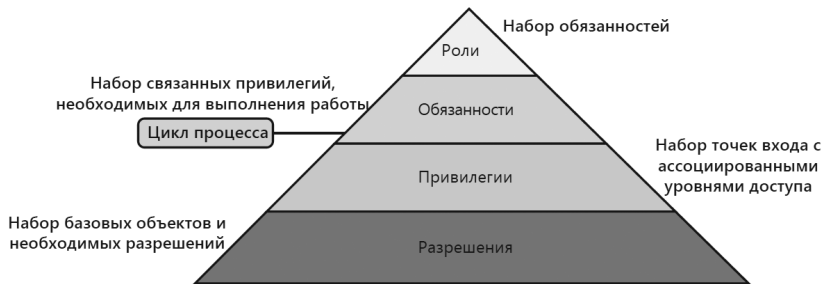 Набор обязанностей
Роли
Набор связанных привилегий,
необходимых для выполнения работы
Обязанности
Цикл процесса
Набор точек входа с
ассоциированными
уровнями доступа
Привилегии
Набор базовых объектов и
необходимых разрешений
Разрешения